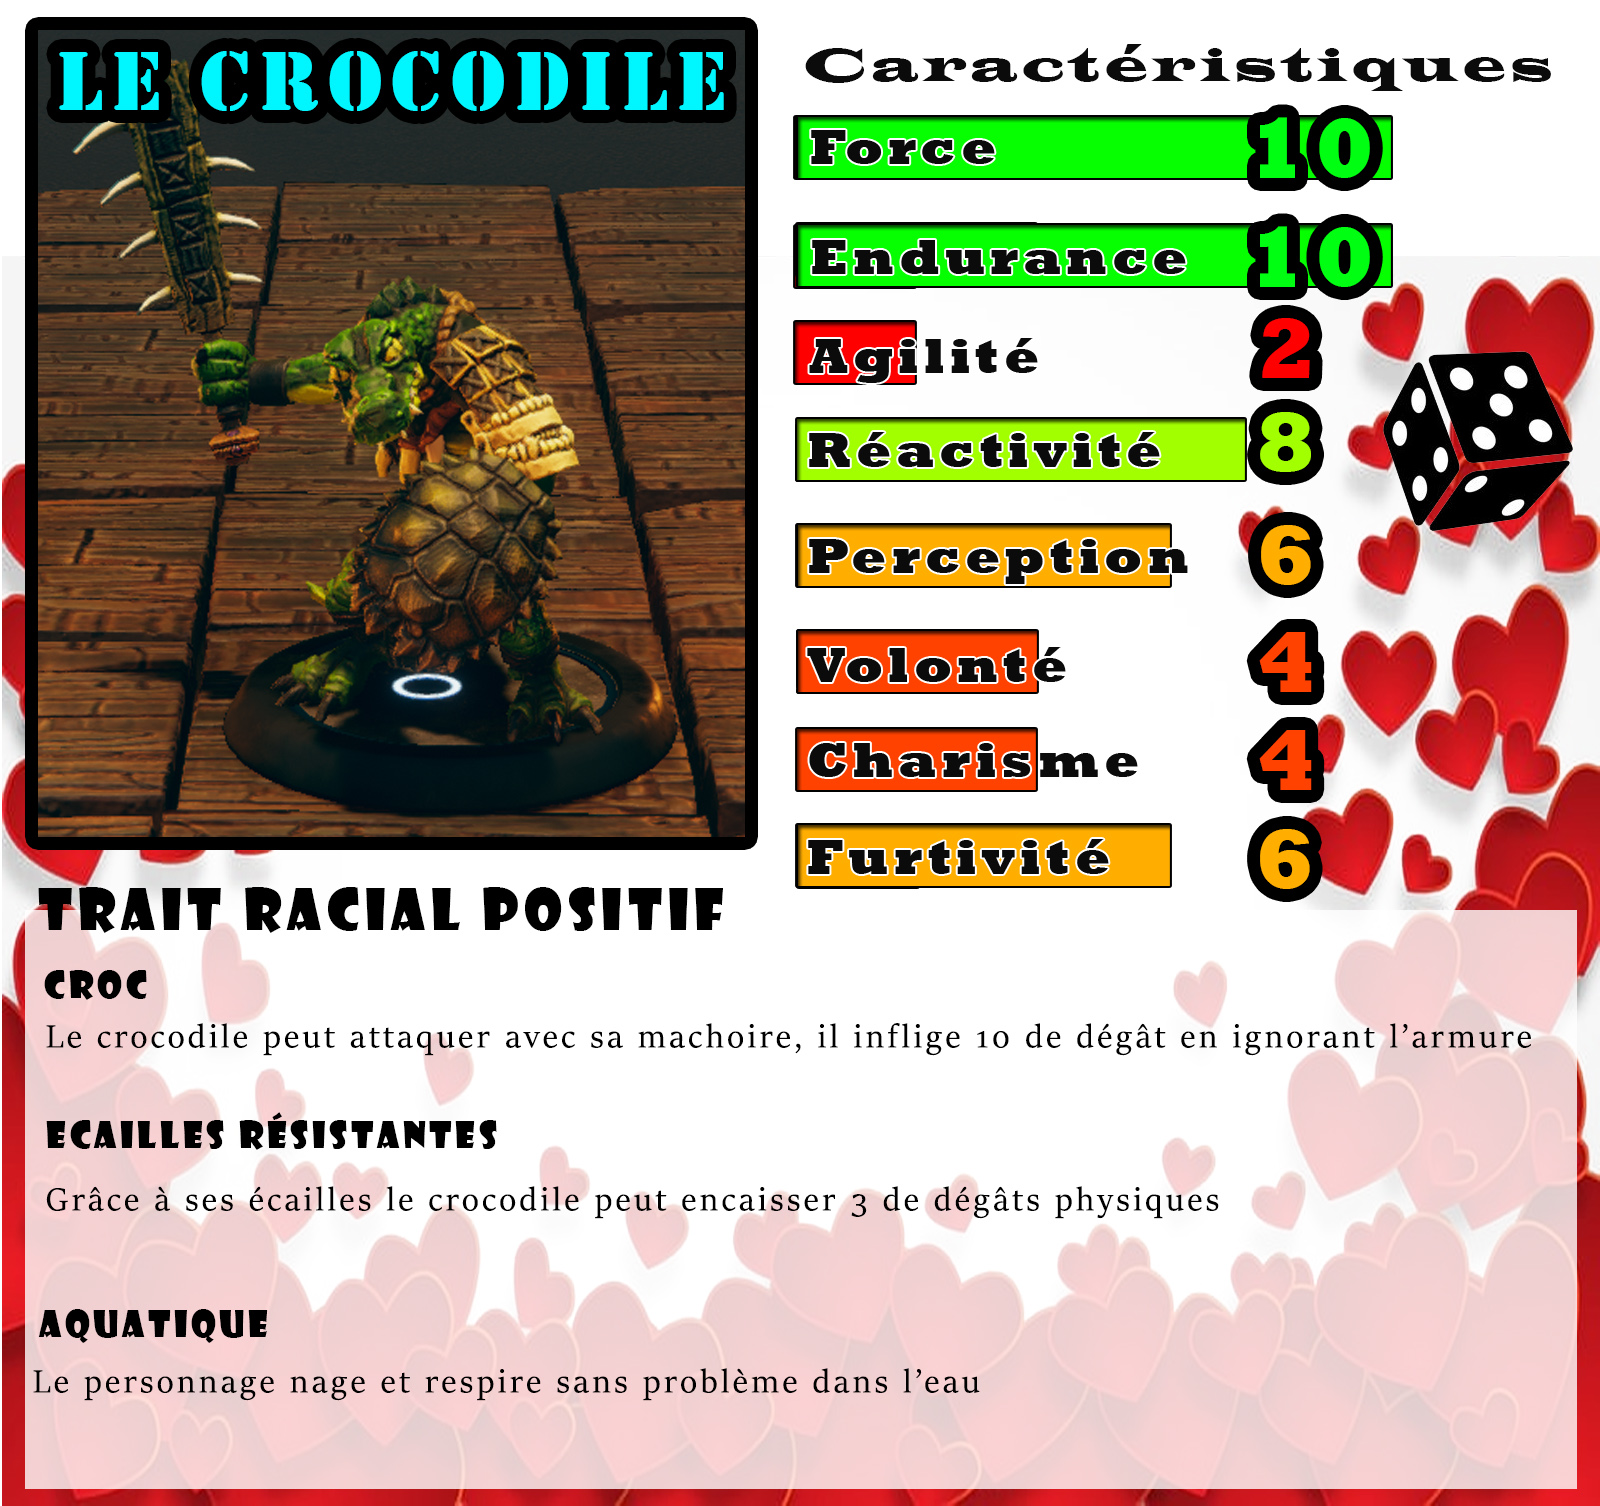 LE CROCODILE
Caractéristiques
Force 10
Endurance 10
Agilité 2
Réactivité 8
Perception 6
Volonté 4
Charisme 4
Furtivité 6
TRAIT RACIAL POSITIF
CROC
Le crocodile peut attaquer avec sa machoire, il inflige 10 de dégât en ignorant l'armure
ECAILLES RÉSISTANTES
Grâce à ses écailles le crocodile peut encaisser 3 de dégâts physiques
AQUATIQUE
Le personnage nage et respire sans problème dans l'eau